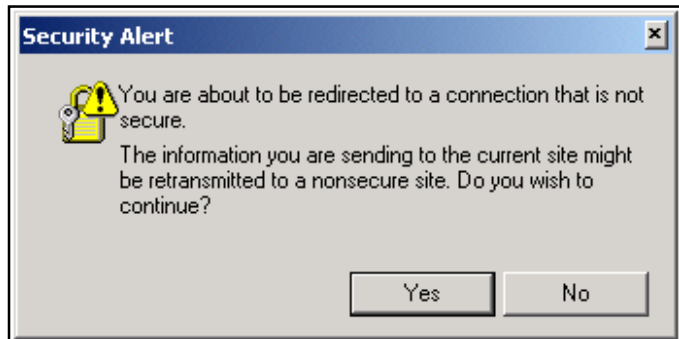 Security Alert
You are about to be redirected to a connection that is not
secure.
The information you are sending to the current site might
be retransmitted to a nonsecure site. Do you wish to
continue?
Yes No